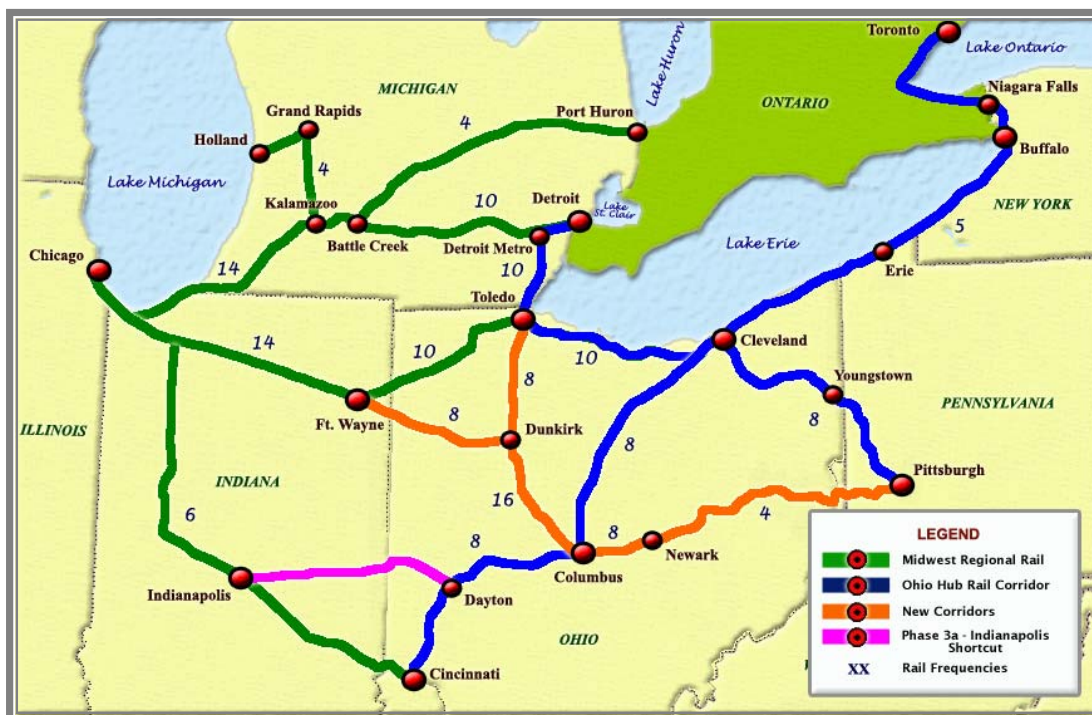 Toronto
Lake Ontario
Lake Huron
MICHIGAN
Niagara Falls
ONTARIO
Port Huron
Grand Rapids
4
Holland
Buffalo
Lake Michigan
4
Lake
St. Clair
Detroit
10
Kalamazoo
NEW YORK
5
Battle Creek
Detroit Metro
Lake Erie
Chicago
14
10
Erie
Toledo
14
10
10
Cleveland
8
Youngstown
8
PENNSYLVANIA
Ft. Wayne
Dunkirk
8
8
ILLINOIS
INDIANA
16
Pittsburgh
6
8
8
4
Newark
Columbus
Indianapolis
Dayton
OHIO
Cincinnati
LEGEND
Midwest Regional Rail
Ohio Hub Rail Corridor
New Corridors
Phase 3a - Indianapolis
Shortcut
XX
Rail Frequencies